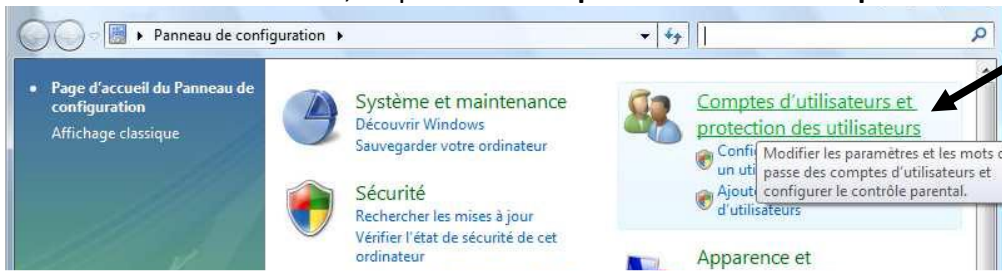 Panneau de configuration
Page d'accueil du Panneau de
configuration
Affichage classique
Système et maintenance
Découvrir Windows
Sauvegarder votre ordinateur
Sécurité
Rechercher les mises à jour
Vérifier l'état de sécurité de cet
ordinateur
Comptes d'utilisateurs et
protection des utilisateurs
un
d'utilisateurs
Modifier les paramètres et les mots
passe des comptes d'utilisateurs et
configurer le contrôle parental.
Apparence et